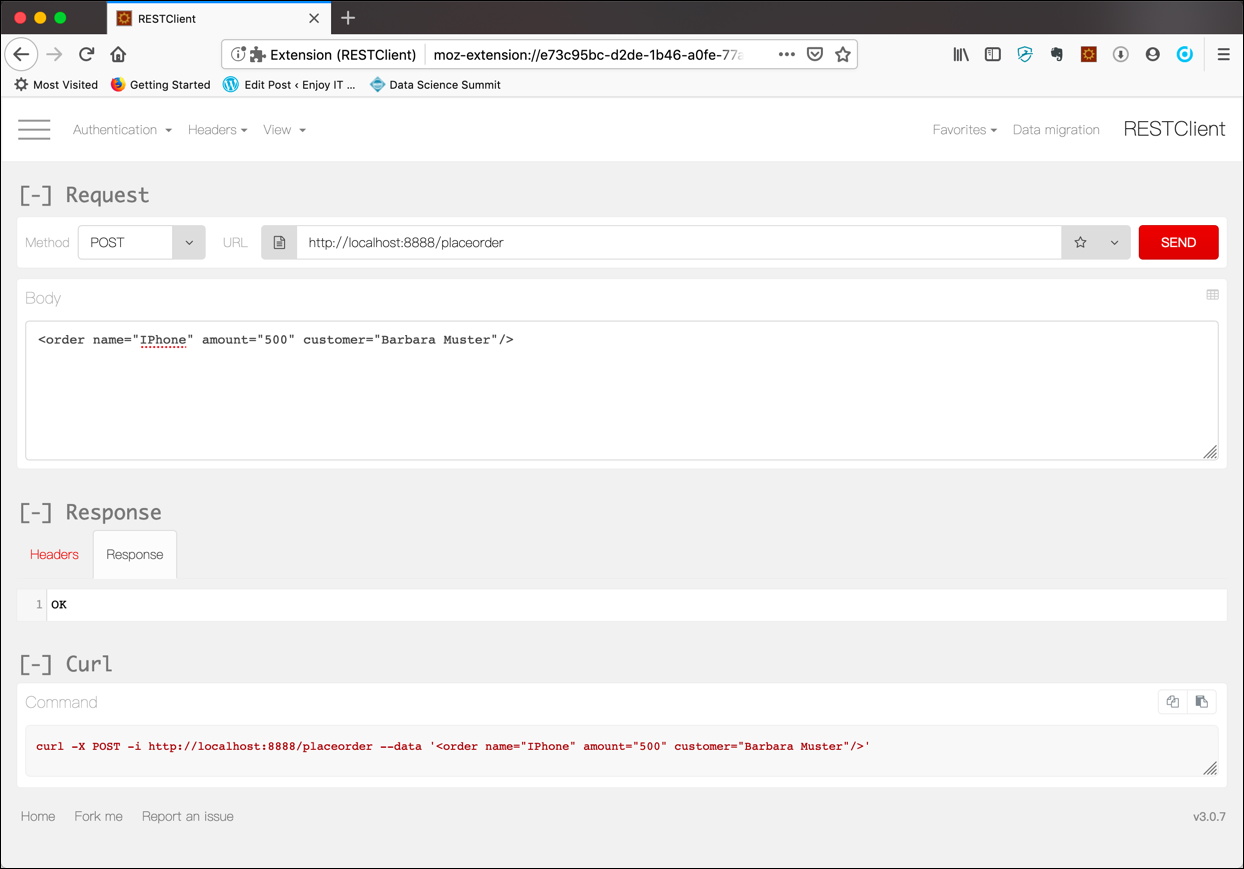 RESTClient
Extension (RESTClient) moz-extension://e73c95bc-d2de-1b46-a0fe-77
Most Visited Getting Started Edit Post ‹ Enjoy IT ... Data Science Summit
Authentication Headers View Favorites Data migration RESTClient
[-] Request
Method POST URL http://localhost:8888/placeorder SEND
Body
<order name="IPhone" amount="500" customer="Barbara Muster"/>
[-] Response
Headers Response
1 OK
[-] Curl
Command
curl -X POST -i http://localhost:8888/placeorder --data '<order name="IPhone" amount="500" customer="Barbara Muster"/>'
Home Fork me Report an issue v3.0.7